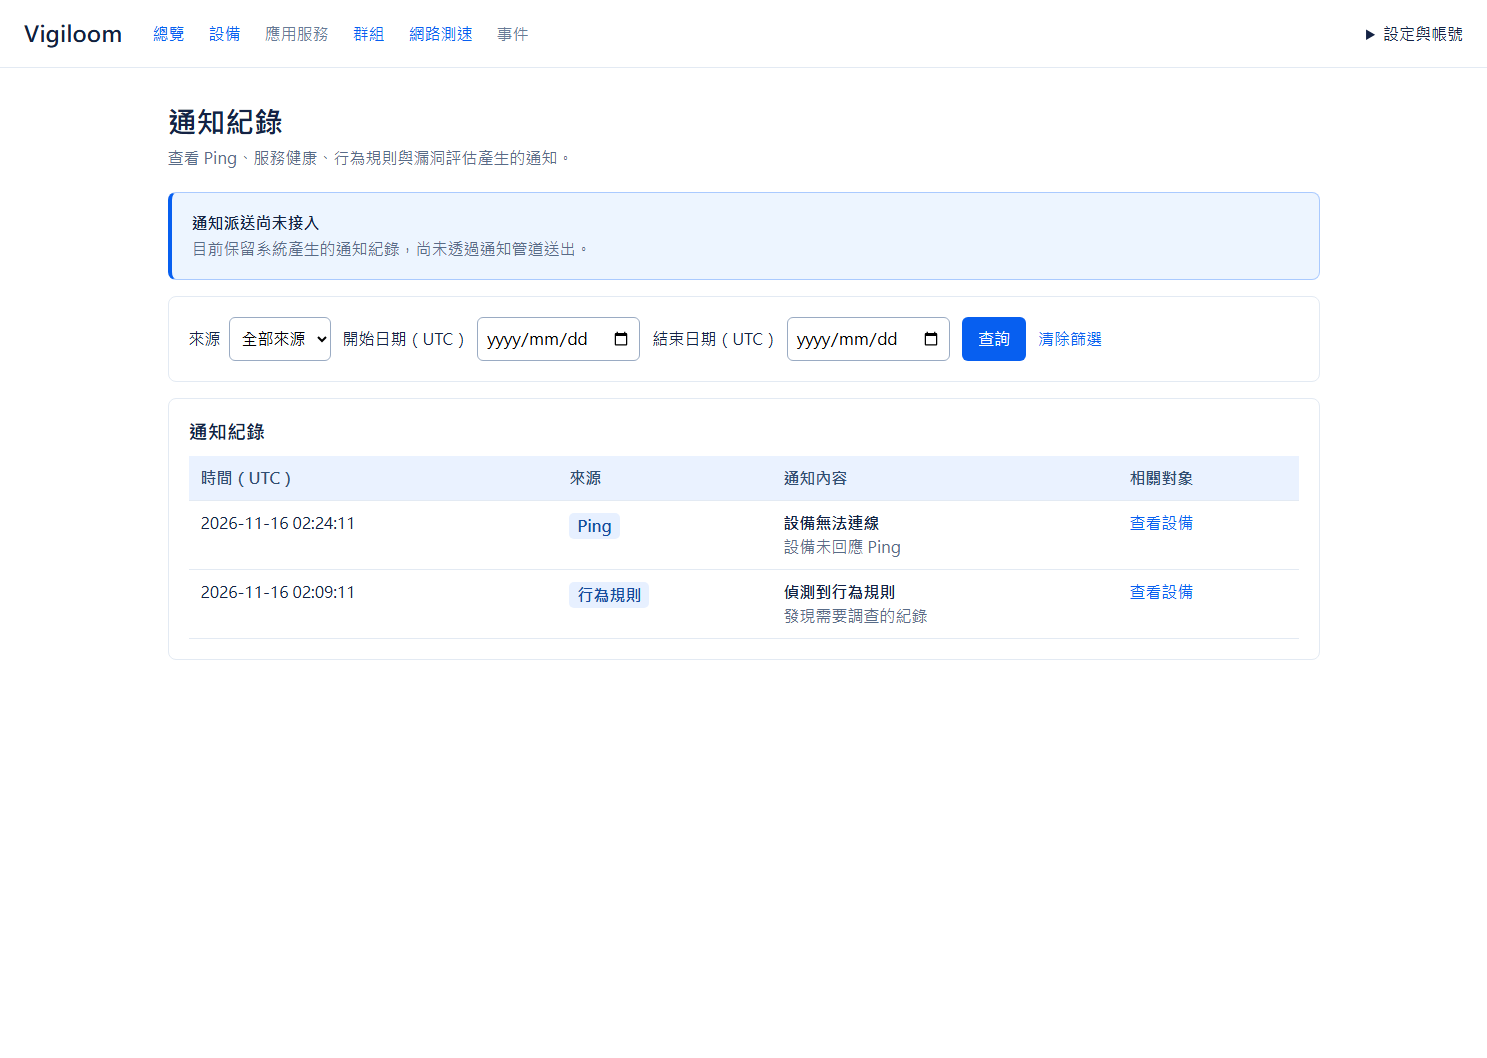 Vigiloom 總覽 設備 應用服務 群組 網路測速 事件 ▶ 設定與帳號
通知紀錄
查看 Ping、服務健康、行為規則與漏洞評估產生的通知。
通知派送尚未接入
目前保留系統產生的通知紀錄，尚未透過通知管道送出。
來源 全部來源 開始日期（UTC） yyyy/mm/dd 結束日期（UTC） yyyy/mm/dd 查詢 清除篩選
通知紀錄
時間（UTC） 來源 通知內容 相關對象
2026-11-16 02:24:11 Ping 設備無法連線 查看設備
設備未回應 Ping
2026-11-16 02:09:11 行為規則 偵測到行為規則 查看設備
發現需要調查的紀錄